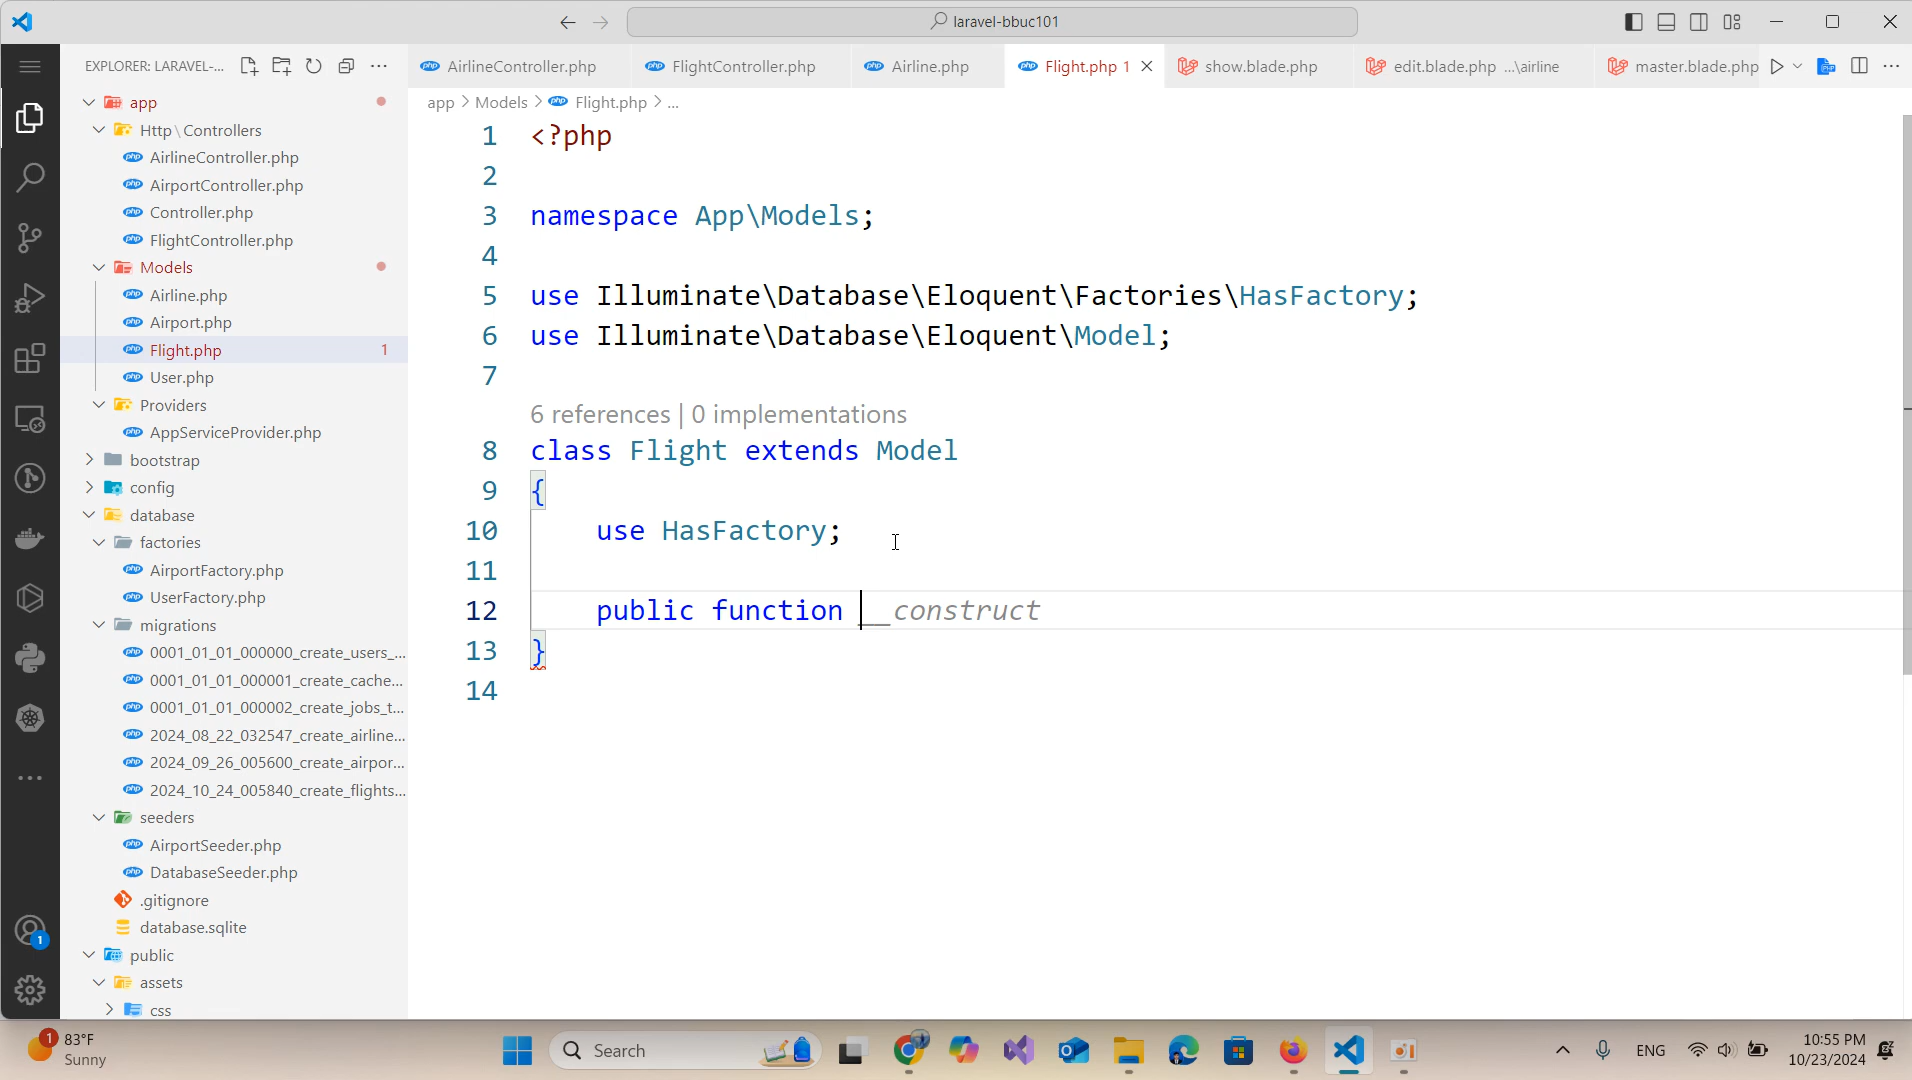 laravel-bbuc101
EXPLORER: LARAVEL-...
AirlineController.php
FlightController.php
Airline.php
Flight.php 1
show.blade.php
edit.blade.php ...\airline
master.blade.php
app > Models > Flight.php > ...
app
Http\Controllers
AirlineController.php
AirportController.php
Controller.php
FlightController.php
Models
Airline.php
Airport.php
Flight.php 1
User.php
Providers
AppServiceProvider.php
bootstrap
config
database
factories
AirportFactory.php
UserFactory.php
migrations
0001_01_01_000000_create_users_...
0001_01_01_000001_create_cache...
0001_01_01_000002_create_jobs_t...
2024_08_22_032547_create_airline...
2024_09_26_005600_create_airpor...
2024_10_24_005840_create_flights...
seeders
AirportSeeder.php
DatabaseSeeder.php
.gitignore
database.sqlite
public
assets
css
1 <?php
2
3 namespace App\Models;
4
5 use Illuminate\Database\Eloquent\Factories\HasFactory;
6 use Illuminate\Database\Eloquent\Model;
7
6 references | 0 implementations
8 class Flight extends Model
9 {
10 use HasFactory;
11
12 public function __construct
13 }
14
1
1
83°F
Sunny
Search
ENG
10:55 PM
10/23/2024